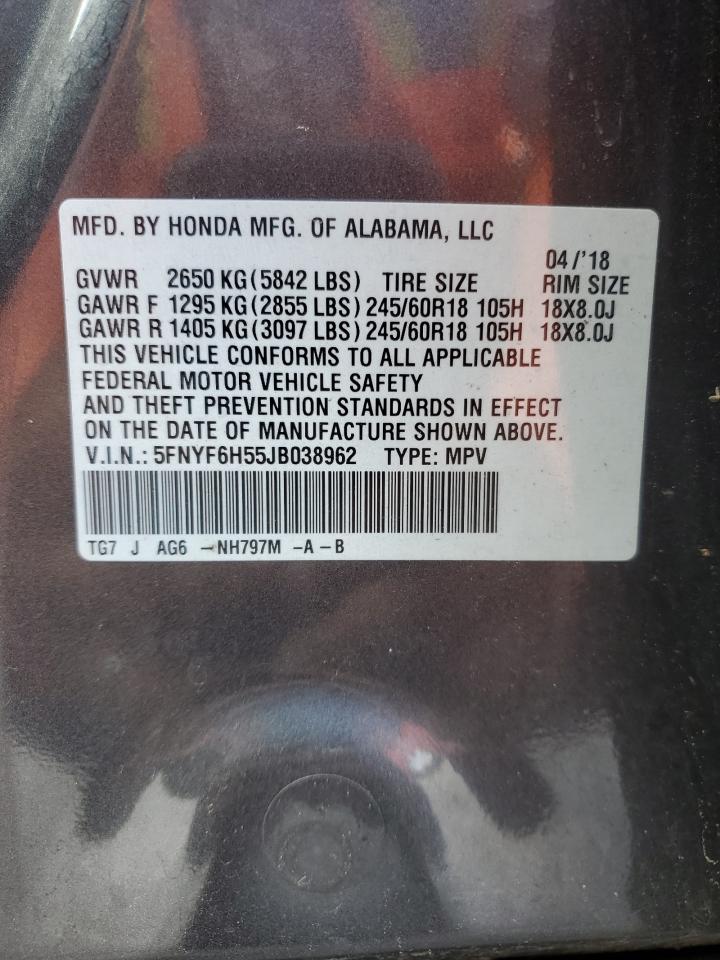 MFD. BY HONDA MFG. OF ALABAMA, LLC
04/'18
GVWR 2650 KG(5842 LBS) TIRE SIZE RIM SIZE
GAWR F 1295 KG(2855 LBS) 245/60R18 105H 18X8.0J
GAWR R 1405 KG(3097 LBS) 245/60R18 105H 18X8.0J
THIS VEHICLE CONFORMS TO ALL APPLICABLE
FEDERAL MOTOR VEHICLE SAFETY
AND THEFT PREVENTION STANDARDS IN EFFECT
ON THE DATE OF MANUFACTURE SHOWN ABOVE.
V.I.N.: 5FNYF6H55JB038962 TYPE: MPV
TG7 J AG6 -NH797M -A-B